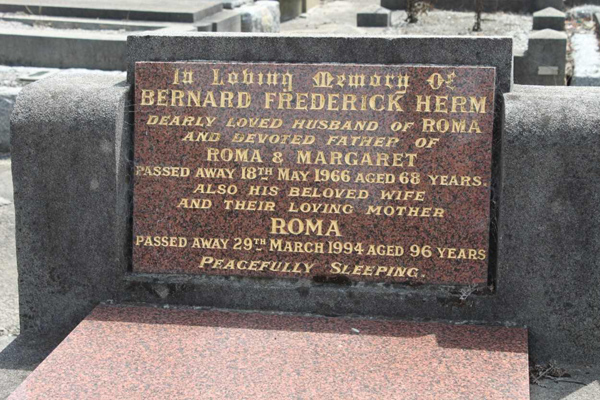 In Loving Memory Of
BERNARD FREDERICK HERM
DEARLY LOVED HUSBAND OF ROMA
AND DEVOTED FATHER OF
ROMA & MARGARET
PASSED AWAY 18TH MAY 1966 AGED 68 YEARS.
ALSO HIS BELOVED WIFE
AND THEIR LOVING MOTHER
ROMA
PASSED AWAY 29TH MARCH 1994 AGED 96 YEARS
PEACEFULLY SLEEPING.